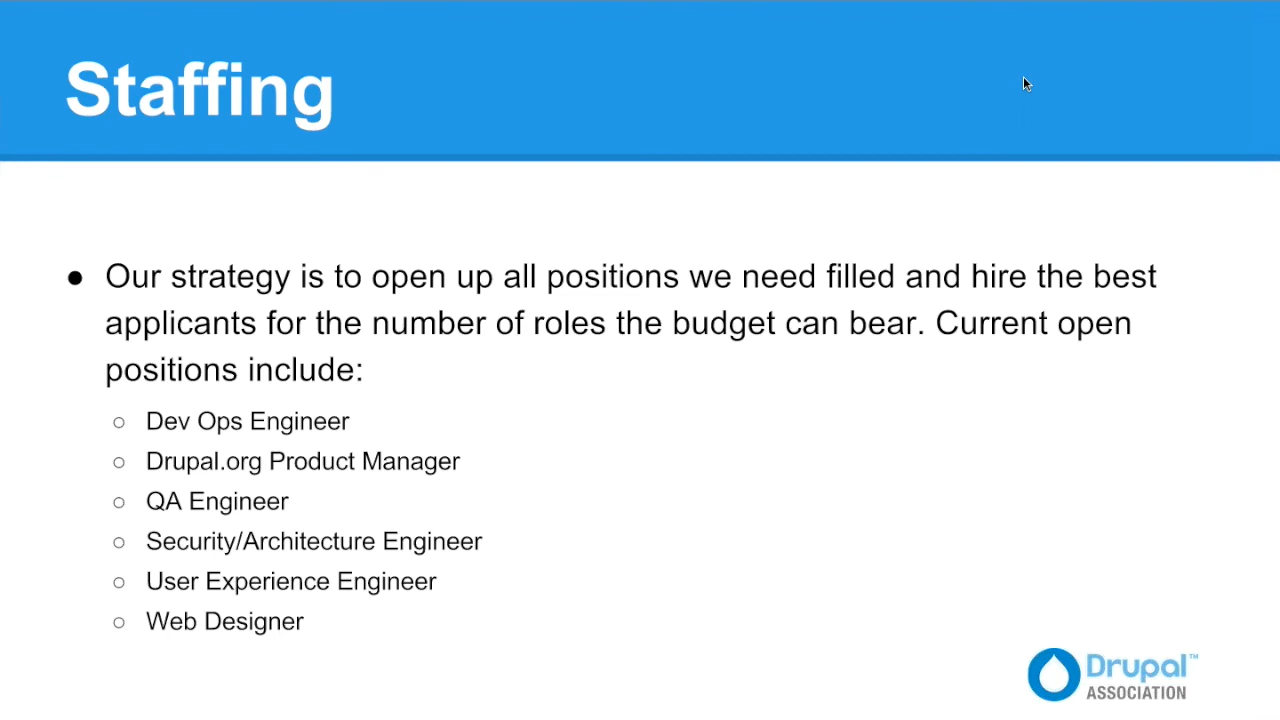 Staffing
● Our strategy is to open up all positions we need filled and hire the best
applicants for the number of roles the budget can bear. Current open
positions include:
○ Dev Ops Engineer
○ Drupal.org Product Manager
○ QA Engineer
○ Security/Architecture Engineer
○ User Experience Engineer
○ Web Designer
Drupal™
ASSOCIATION